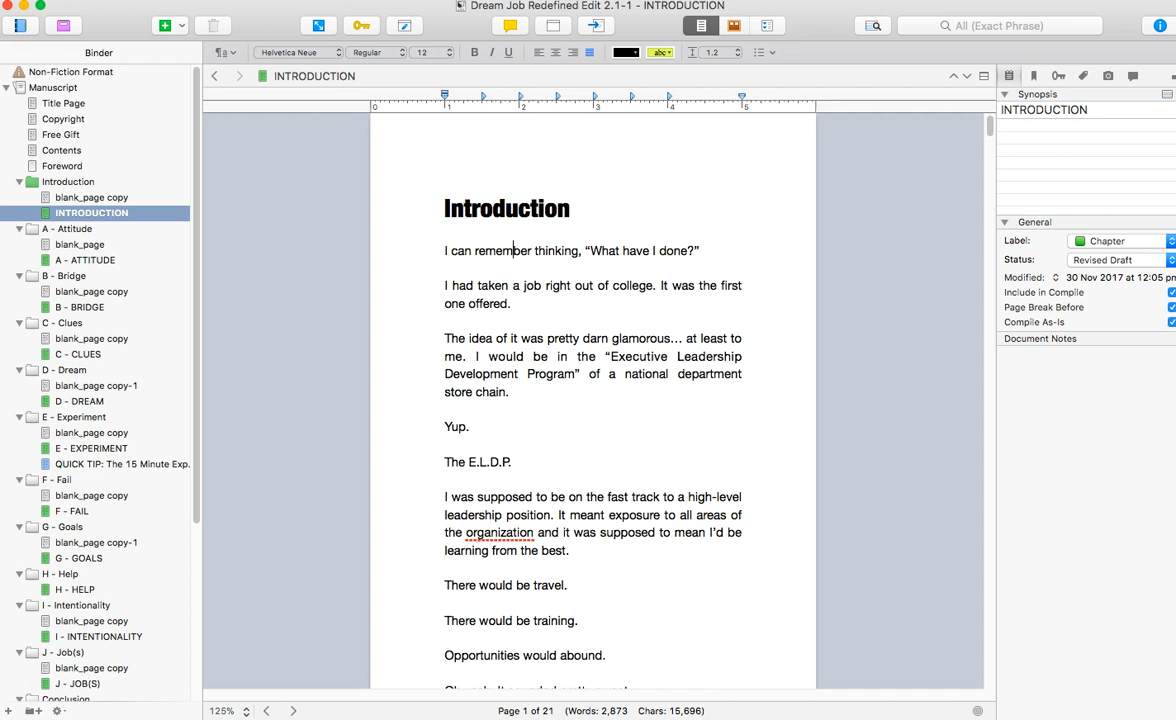 Dream Job Redefined Edit 2.1-1 - INTRODUCTION
All (Exact Phrase)
Binder
Helvetica Neue
Regular
12
B I U
abc
1.2
Non-Fiction Format
Manuscript
Title Page
Copyright
Free Gift
Contents
Foreword
Introduction
blank_page copy
INTRODUCTION
A - Attitude
blank_page
A - ATTITUDE
B - Bridge
blank_page copy
B - BRIDGE
C - Clues
blank_page copy
C - CLUES
D - Dream
blank_page copy-1
D - DREAM
E - Experiment
blank_page copy
E - EXPERIMENT
QUICK TIP: The 15 Minute Exp.
F - Fail
blank_page copy
F - FAIL
G - Goals
blank_page copy-1
G - GOALS
H - Help
H - HELP
I - Intentionality
blank_page copy
I - INTENTIONALITY
J - Job(s)
blank_page copy
J - JOB(S)
Conclusion
INTRODUCTION
0 1 2 3 4 5
Introduction
I can remember thinking, “What have I done?”
I had taken a job right out of college. It was the first
one offered.
The idea of it was pretty darn glamorous… at least to
me. I would be in the “Executive Leadership
Development Program” of a national department
store chain.
Yup.
The E.L.D.P.
I was supposed to be on the fast track to a high-level
leadership position. It meant exposure to all areas of
the organization and it was supposed to mean I’d be
learning from the best.
There would be travel.
There would be training.
Opportunities would abound.
Synopsis
INTRODUCTION
General
Label: Chapter
Status: Revised Draft
Modified: 30 Nov 2017 at 12:05 pm
Include in Compile
Page Break Before
Compile As-Is
Document Notes
125%
Page 1 of 21 (Words: 2,873 Chars: 15,696)